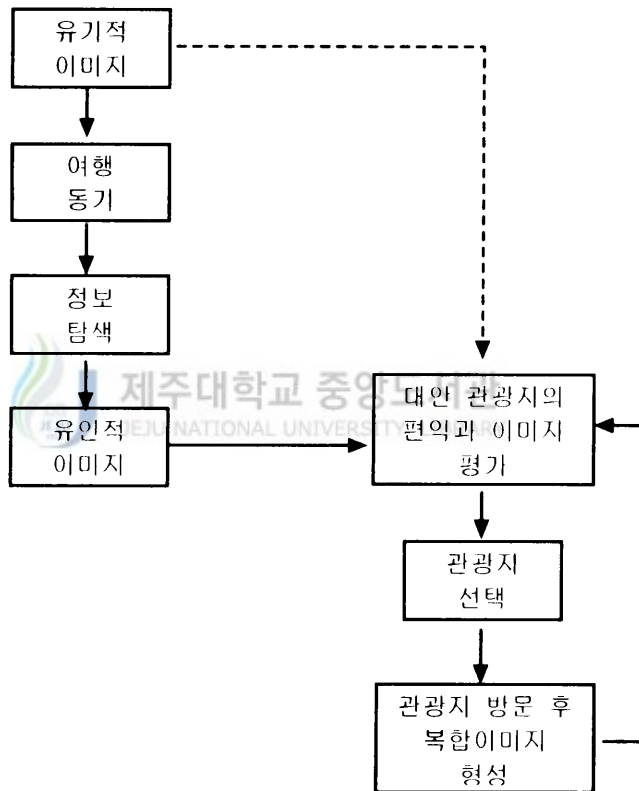 유기적
이미지
여행
동기
정보
탐색
제주대학교 중앙도서관
JEJU NATIONAL UNIVERSITY LIBRARY
유인적
이미지
대안 관광지의
편익과 이미지
평가
관광지
선택
관광지 방문 후
복합이미지
형성